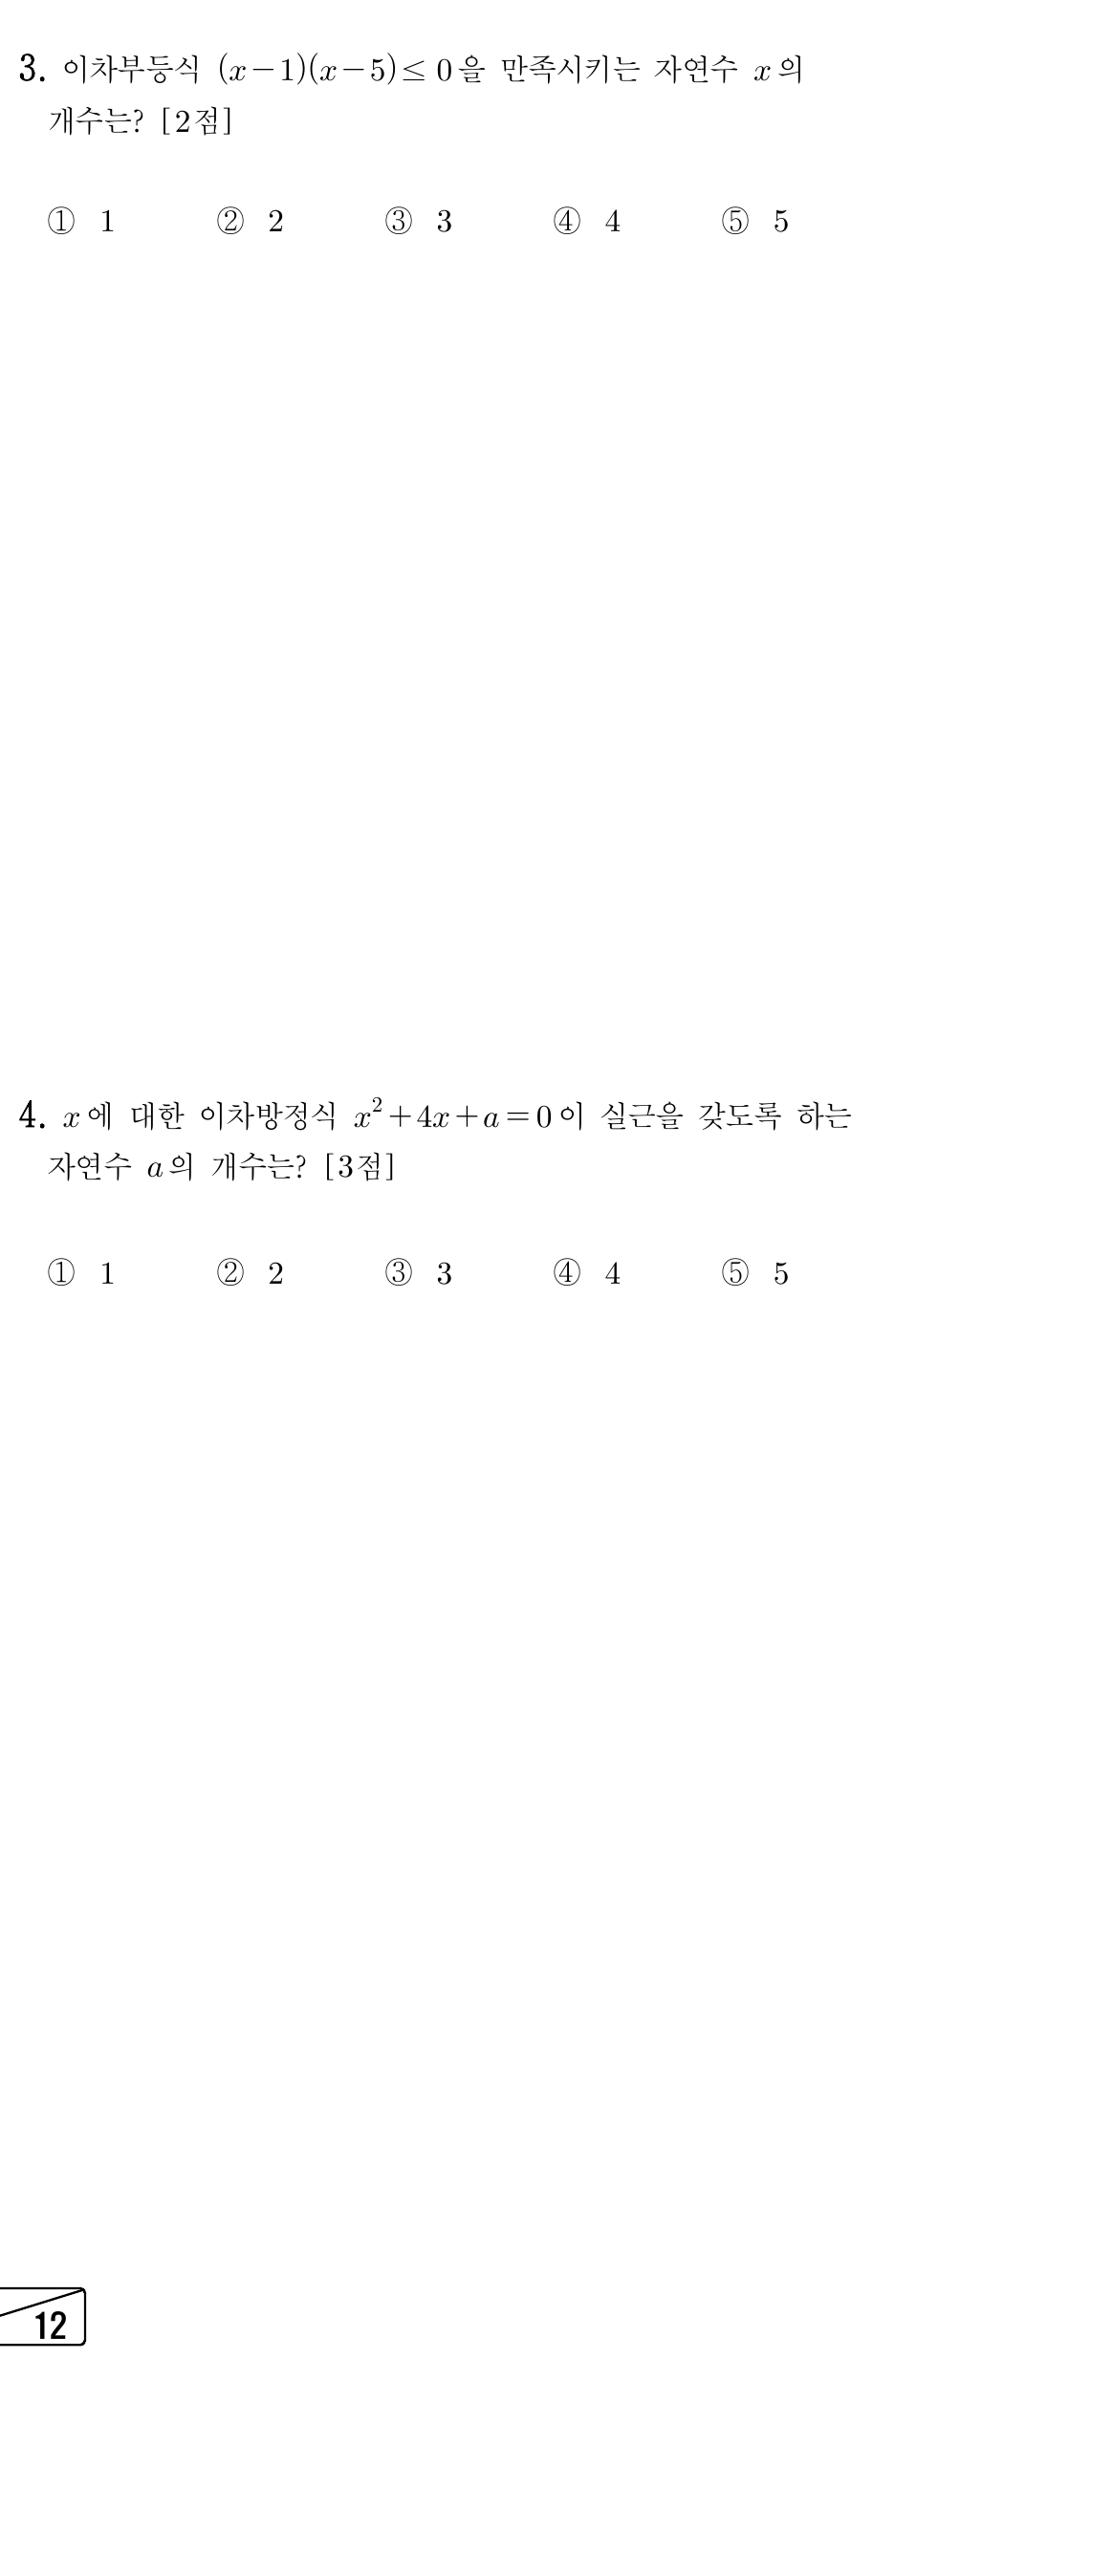 3. 이차부등식 (x-1)(x-5)≤ 0을 만족시키는 자연수 x의
개수는? [2점]
① 1 ② 2 ③ 3 ④ 4 ⑤ 5
4. x에 대한 이차방정식 x²+4x+a=0이 실근을 갖도록 하는
자연수 a의 개수는? [3점]
① 1 ② 2 ③ 3 ④ 4 ⑤ 5
12